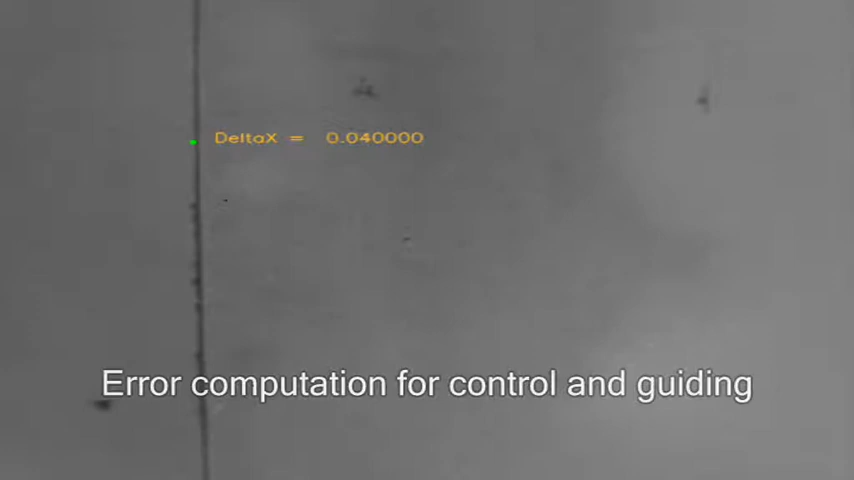 DeltaX = 0.040000
Error computation for control and guiding